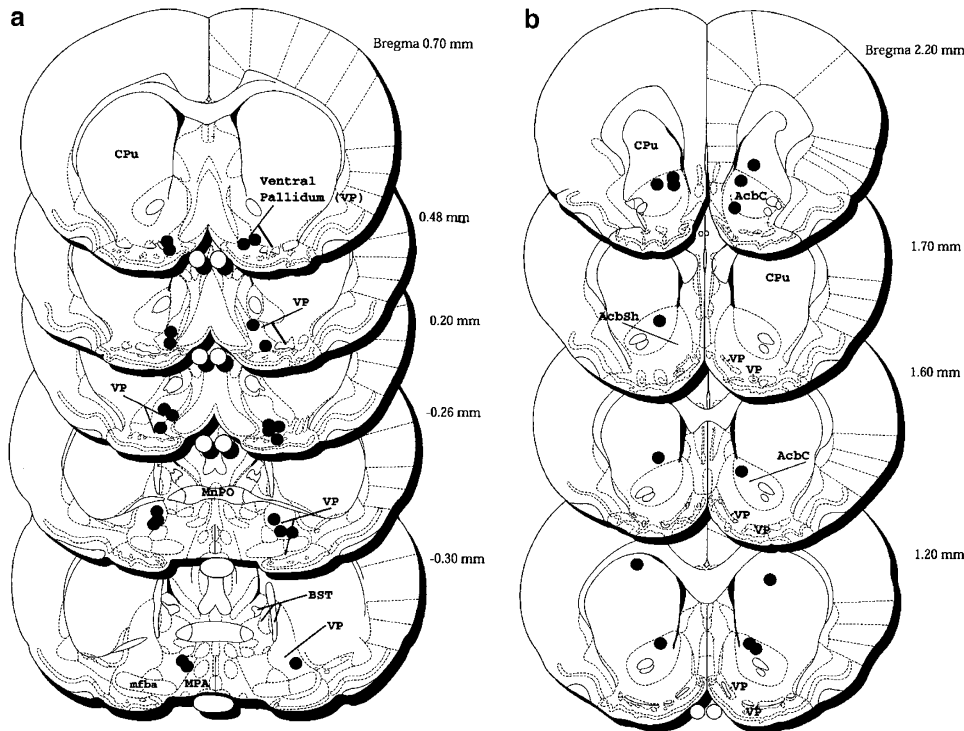 a
Bregma 0.70 mm
CPu
Ventral
Pallidum (VP)
0.48 mm
VP
0.20 mm
VP
-0.26 mm
MnPO
VP
-0.30 mm
BST
VP
mfba
MPA
b
Bregma 2.20 mm
CPu
AcbC
1.70 mm
CPu
AcbSh
VP
VP
1.60 mm
AcbC
VP
VP
1.20 mm
VP
VP